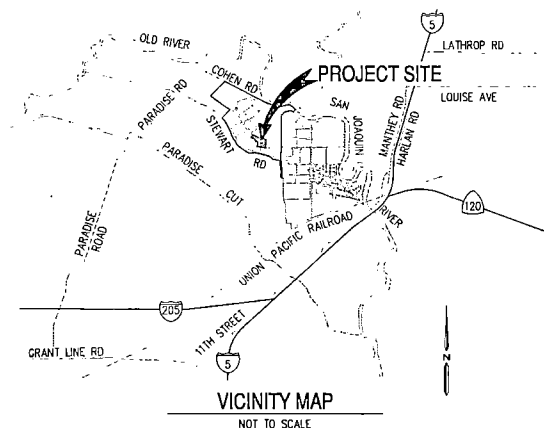 5
LATHROP RD
OLD RIVER
COHEN RD
PROJECT SITE
LOUISE AVE
PARADISE RD
STEWART
RD
SAN
JOAQUIN
RIVER
MANTHEY RD
HARLAN RD
PARADISE
CUT
120
PARADISE
ROAD
UNION PACIFIC RAILROAD
205
11TH STREET
GRANT LINE RD
5
N
VICINITY MAP
NOT TO SCALE